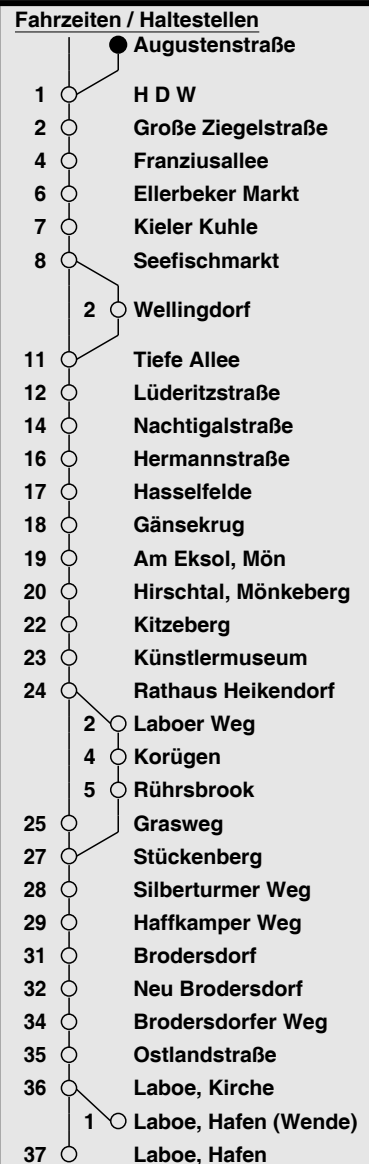 Fahrzeiten / Haltestellen
Augustenstraße
1 H D W
2 Große Ziegelstraße
4 Franziusallee
6 Ellerbeker Markt
7 Kieler Kuhle
8 Seefischmarkt
2 Wellingdorf
11 Tiefe Allee
12 Lüderitzstraße
14 Nachtigalstraße
16 Hermannstraße
17 Hasselfelde
18 Gänsekrug
19 Am Eksol, Mön
20 Hirschtal, Mönkeberg
22 Kitzeberg
23 Künstlermuseum
24 Rathaus Heikendorf
2 Laboer Weg
4 Korügen
5 Rührsbrook
25 Grasweg
27 Stückenberg
28 Silberturmer Weg
29 Haffkamper Weg
31 Brodersdorf
32 Neu Brodersdorf
34 Brodersdorfer Weg
35 Ostlandstraße
36 Laboe, Kirche
1 Laboe, Hafen (Wende)
37 Laboe, Hafen